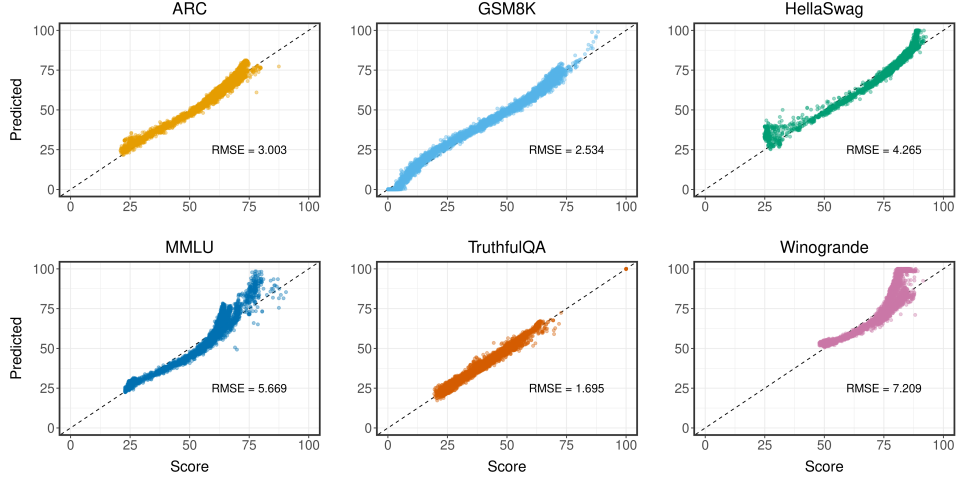 ARC
GSM8K
HellaSwag
Predicted
100
75
50
25
0
RMSE = 3.003
0 25 50 75 100
100
75
50
25
0
RMSE = 2.534
0 25 50 75 100
100
75
50
25
0
RMSE = 4.265
0 25 50 75 100
MMLU
TruthfulQA
Winogrande
Predicted
100
75
50
25
0
RMSE = 5.669
0 25 50 75 100
Score
100
75
50
25
0
RMSE = 1.695
0 25 50 75 100
Score
100
75
50
25
0
RMSE = 7.209
0 25 50 75 100
Score